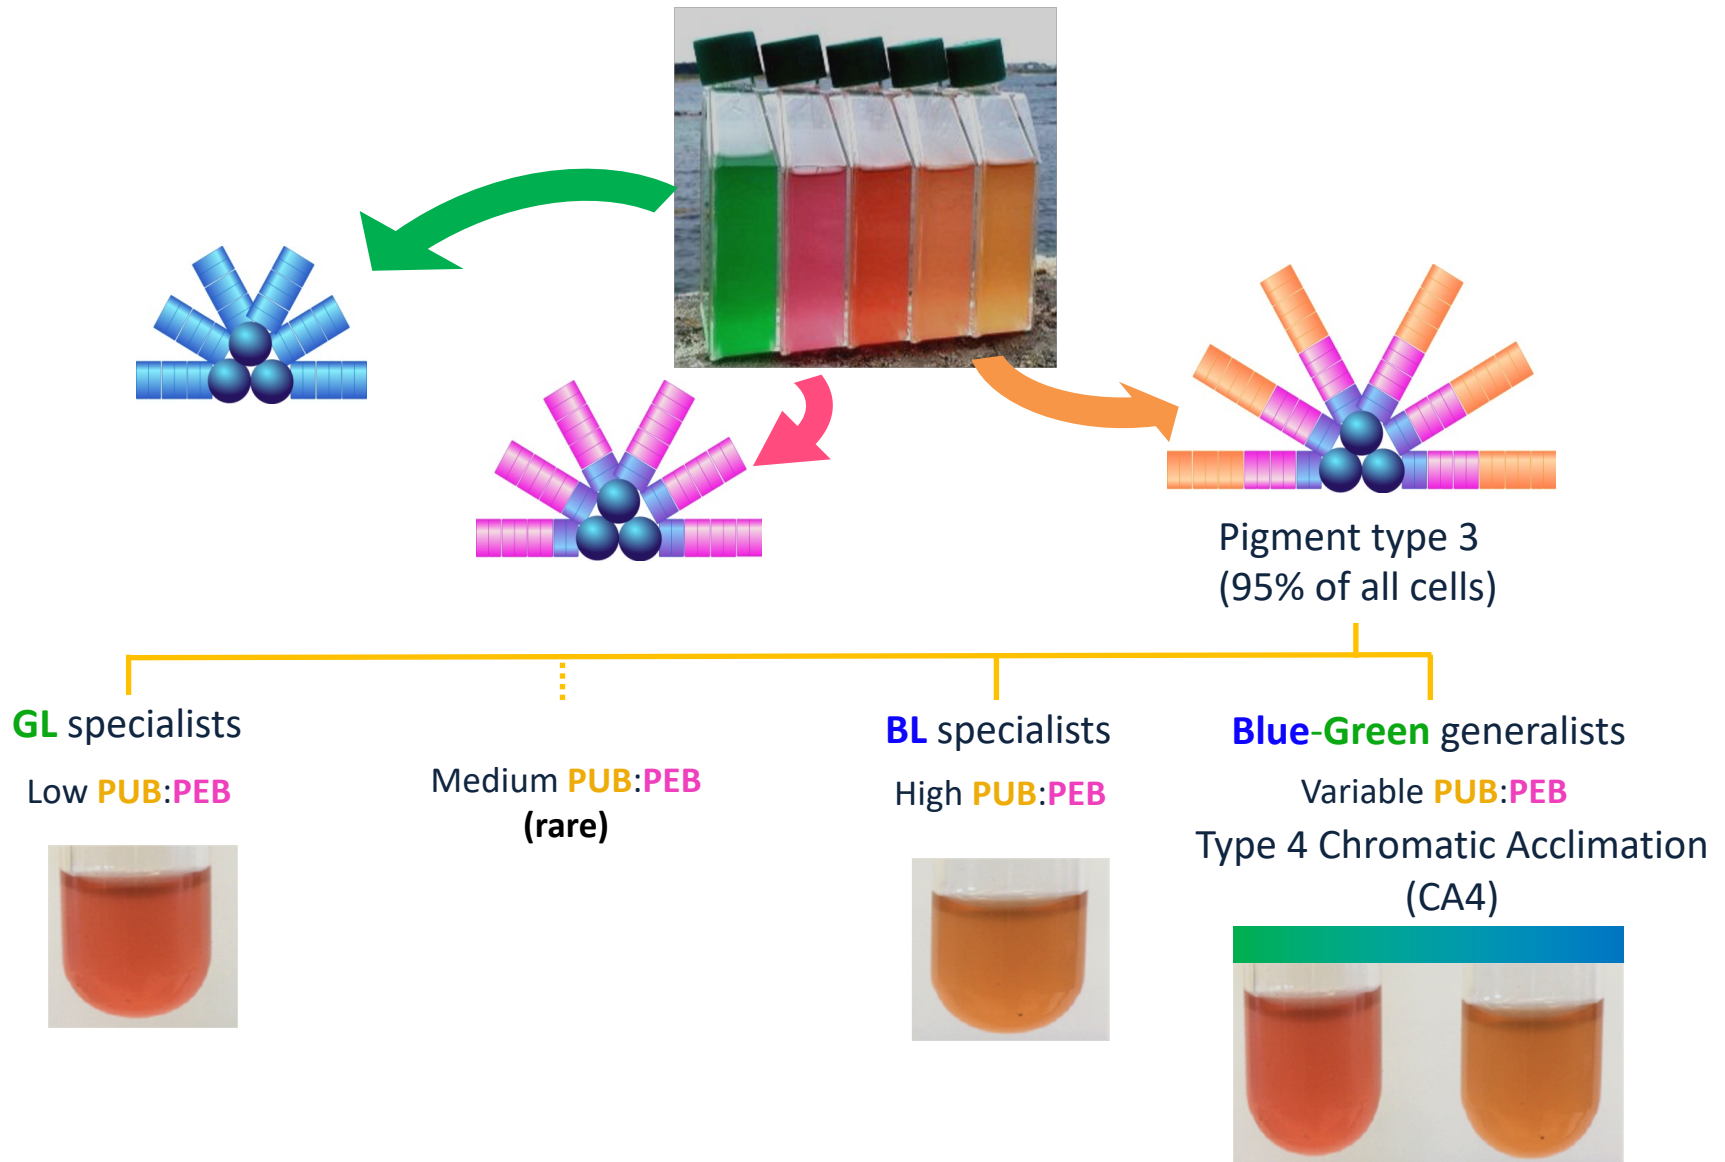 Pigment type 3
(95% of all cells)
GL specialists
Low PUB:PEB
Medium PUB:PEB
(rare)
BL specialists
High PUB:PEB
Blue-Green generalists
Variable PUB:PEB
Type 4 Chromatic Acclimation
(CA4)